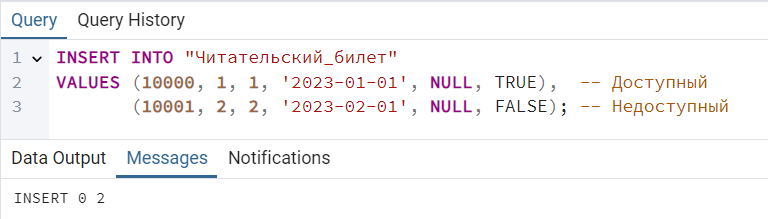 Query Query History
1 INSERT INTO "Читательский_билет"
2 VALUES (10000, 1, 1, '2023-01-01', NULL, TRUE), -- Доступный
3 (10001, 2, 2, '2023-02-01', NULL, FALSE); -- Недоступный
Data Output Messages Notifications
INSERT 0 2